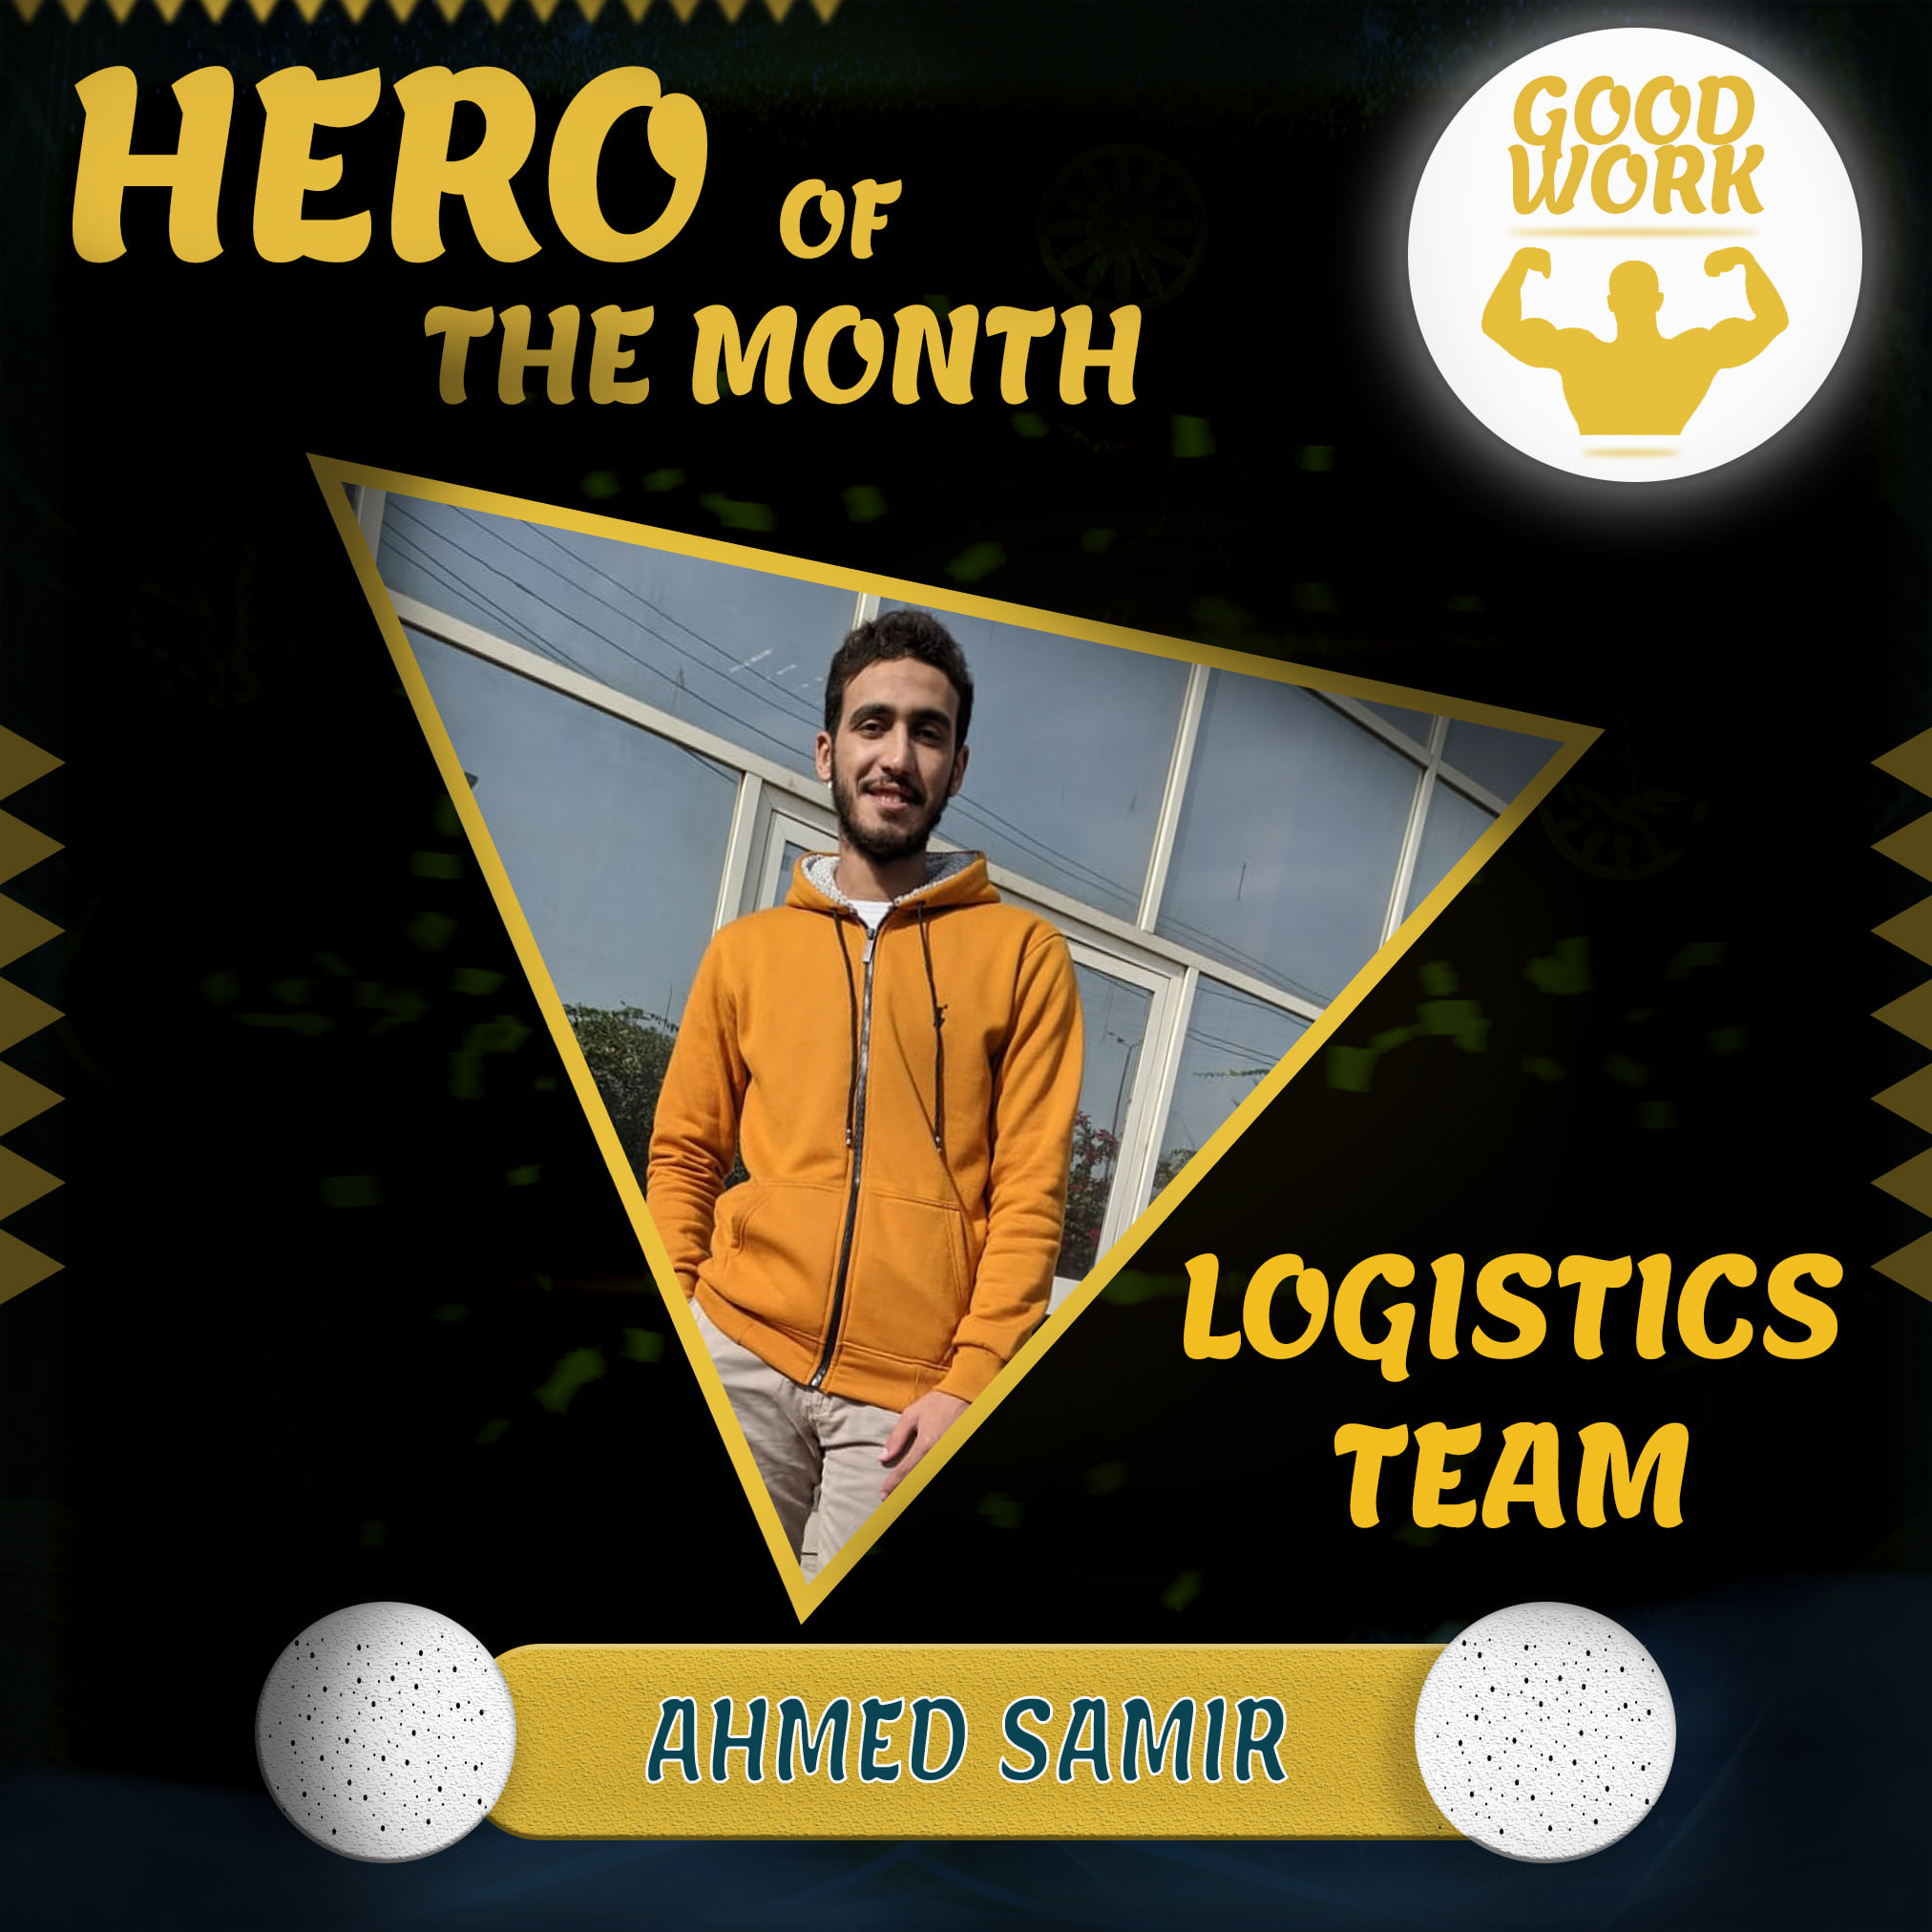 HERO OF
THE MONTH
GOOD
WORK
LOGISTICS
TEAM
AHMED SAMIR